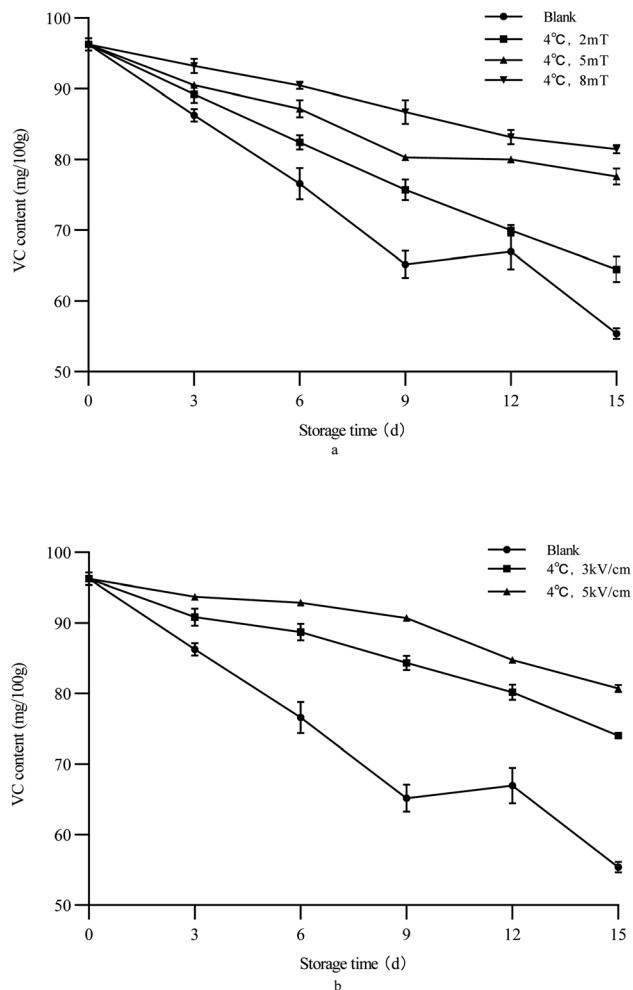 Blank
4℃, 2mT
4℃, 5mT
4℃, 8mT
VC content (mg/100g)
100
90
80
70
60
50
0 3 6 9 12 15
Storage time（d）
a
Blank
4℃, 3kV/cm
4℃, 5kV/cm
VC content (mg/100g)
100
90
80
70
60
50
0 3 6 9 12 15
Storage time（d）
b